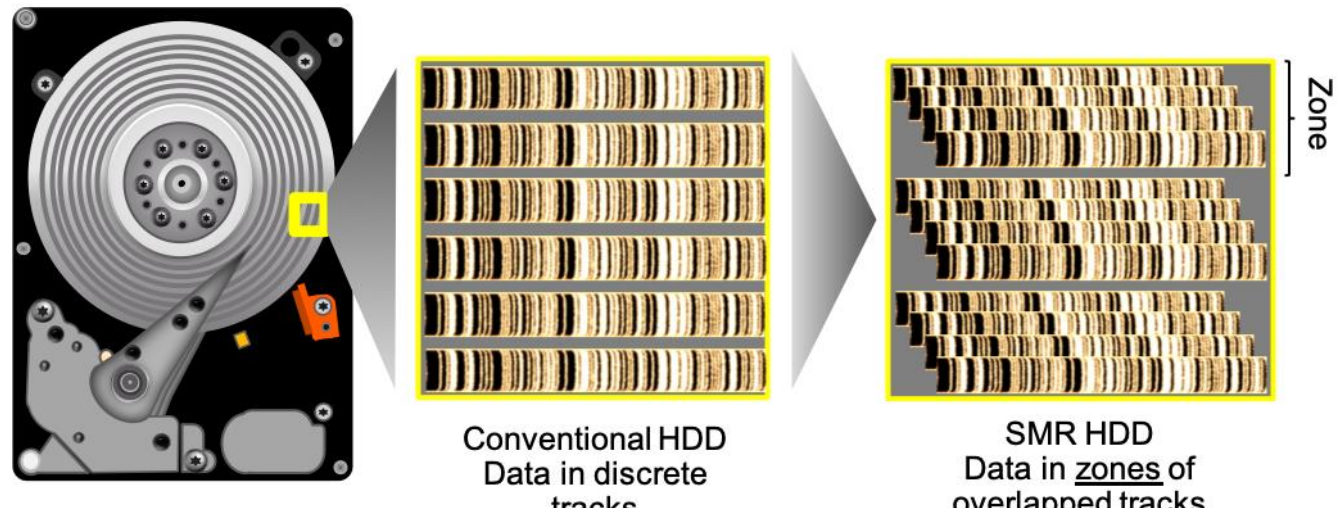 Zone
Conventional HDD
Data in discrete
tracks
SMR HDD
Data in zones of
overlapped tracks